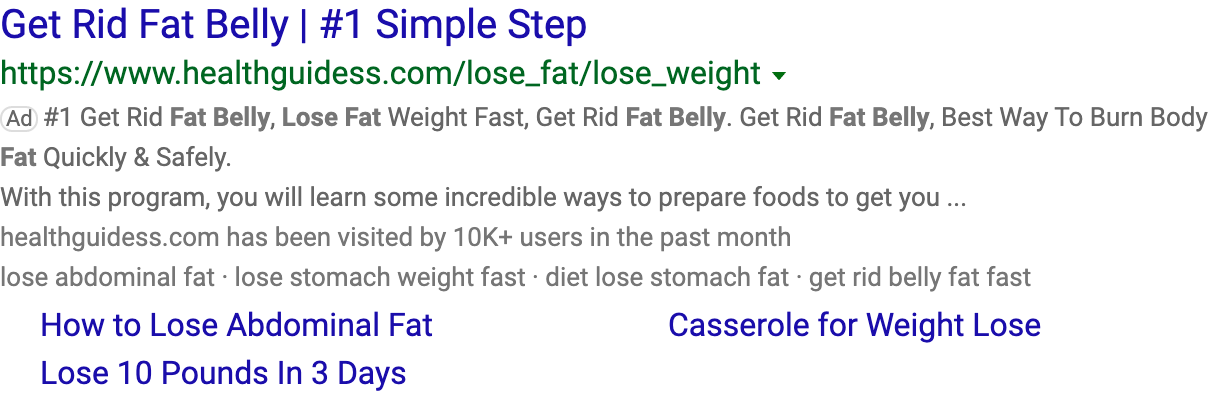 Get Rid Fat Belly | #1 Simple Step
https://www.healthguidess.com/lose_fat/lose_weight
Ad #1 Get Rid Fat Belly, Lose Fat Weight Fast, Get Rid Fat Belly. Get Rid Fat Belly, Best Way To Burn Body
Fat Quickly & Safely.
With this program, you will learn some incredible ways to prepare foods to get you ...
healthguidess.com has been visited by 10K+ users in the past month
lose abdominal fat · lose stomach weight fast · diet lose stomach fat · get rid belly fat fast
How to Lose Abdominal Fat Casserole for Weight Lose
Lose 10 Pounds In 3 Days